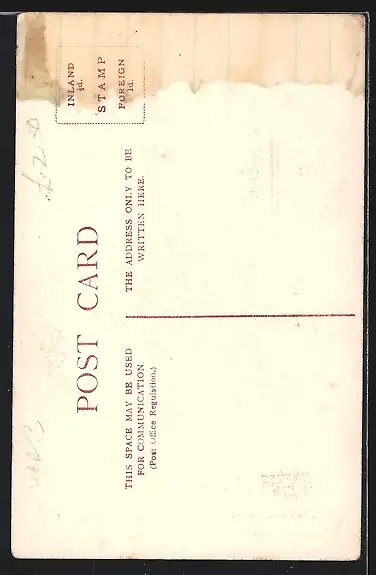 POST CARD
THIS SPACE MAY BE USED
FOR COMMUNICATION.
(Post Office Regulation.)
THE ADDRESS ONLY TO BE
WRITTEN HERE.
INLAND
½d.
STAMP
FOREIGN
1d.